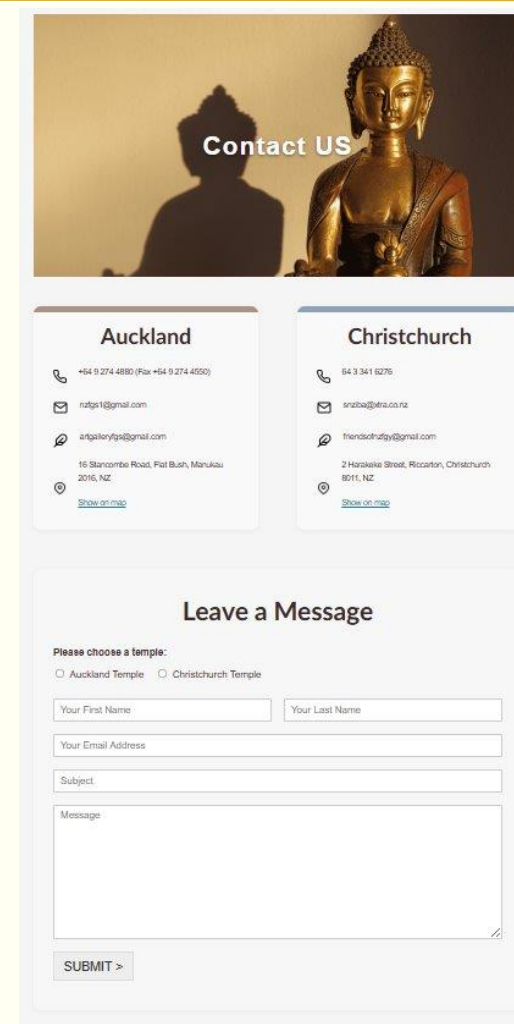 Contact US
Auckland
+64 9 274 4880 (Fax +64 9 274 4550)
nzfgs1@gmail.com
artgalleryfgs@gmail.com
16 Stancombe Road, Flat Bush, Manukau
2016, NZ
Show on map
Christchurch
64 3 341 6276
snziba@xtra.co.nz
friendsofnzfgy@gmail.com
2 Harakeke Street, Riccarton, Christchurch
8011, NZ
Show on map
Leave a Message
Please choose a temple:
Auckland Temple
Christchurch Temple
Your First Name
Your Last Name
Your Email Address
Subject
Message
SUBMIT >